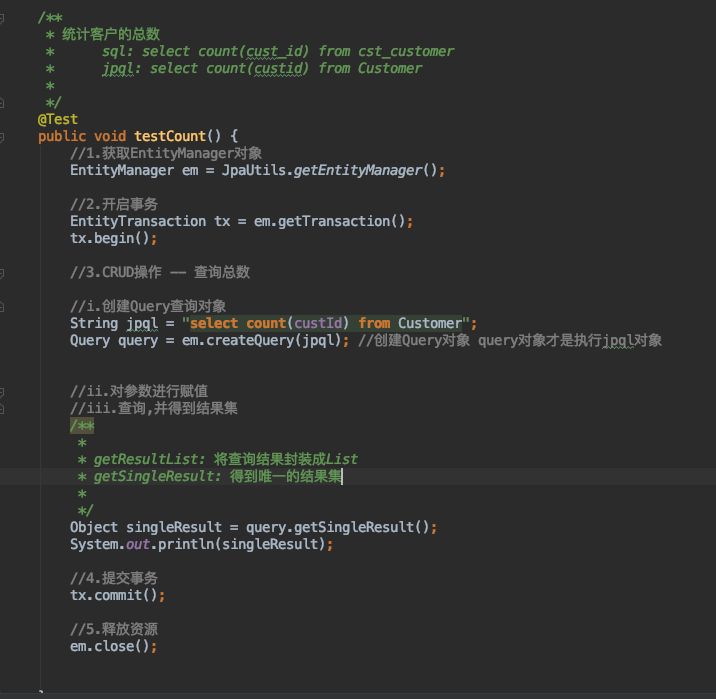 /**
 * 统计客户的总数
 *      sql: select count(cust_id) from cst_customer
 *      jpql: select count(custid) from Customer
 *
 */
@Test
public void testCount() {
    //1.获取EntityManager对象
    EntityManager em = JpaUtils.getEntityManager();
    //2.开启事务
    EntityTransaction tx = em.getTransaction();
    tx.begin();
    //3.CRUD操作 -- 查询总数
    //i.创建Query查询对象
    String jpql = "select count(custId) from Customer";
    Query query = em.createQuery(jpql); //创建Query对象 query对象才是执行jpql对象
    //ii.对参数进行赋值
    //iii.查询,并得到结果集
    /**
     *
     * getResultList: 将查询结果封装成List
     * getSingleResult: 得到唯一的结果集
     *
     */
    Object singleResult = query.getSingleResult();
    System.out.println(singleResult);
    //4.提交事务
    tx.commit();
    //5.释放资源
    em.close();